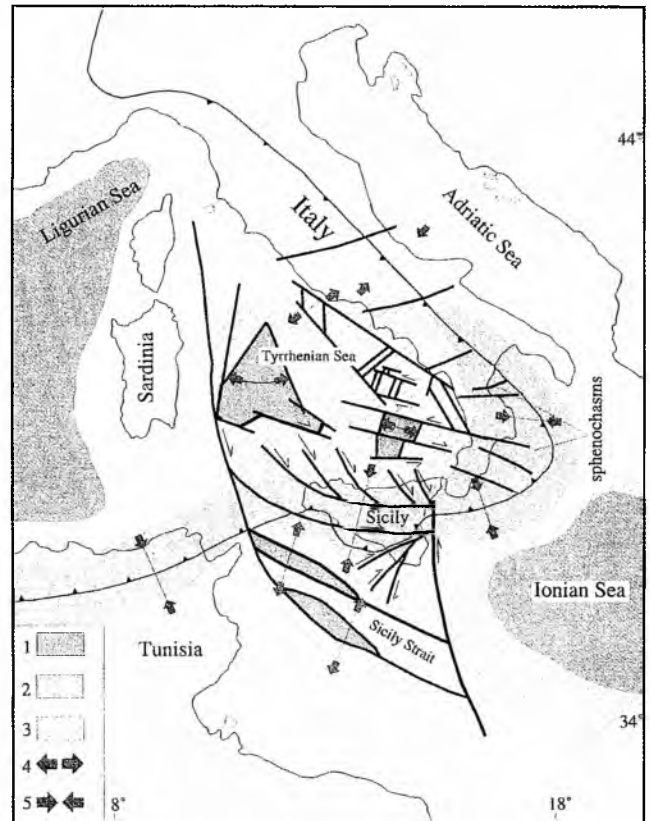 44°
Ligurian Sea
Italy
Adriatic Sea
Sardinia
Tyrrhenian Sea
sphenochasms
Sicily
Ionian Sea
Tunisia
Sicily Strait
1
2
3
4
5
34°
8°
18°